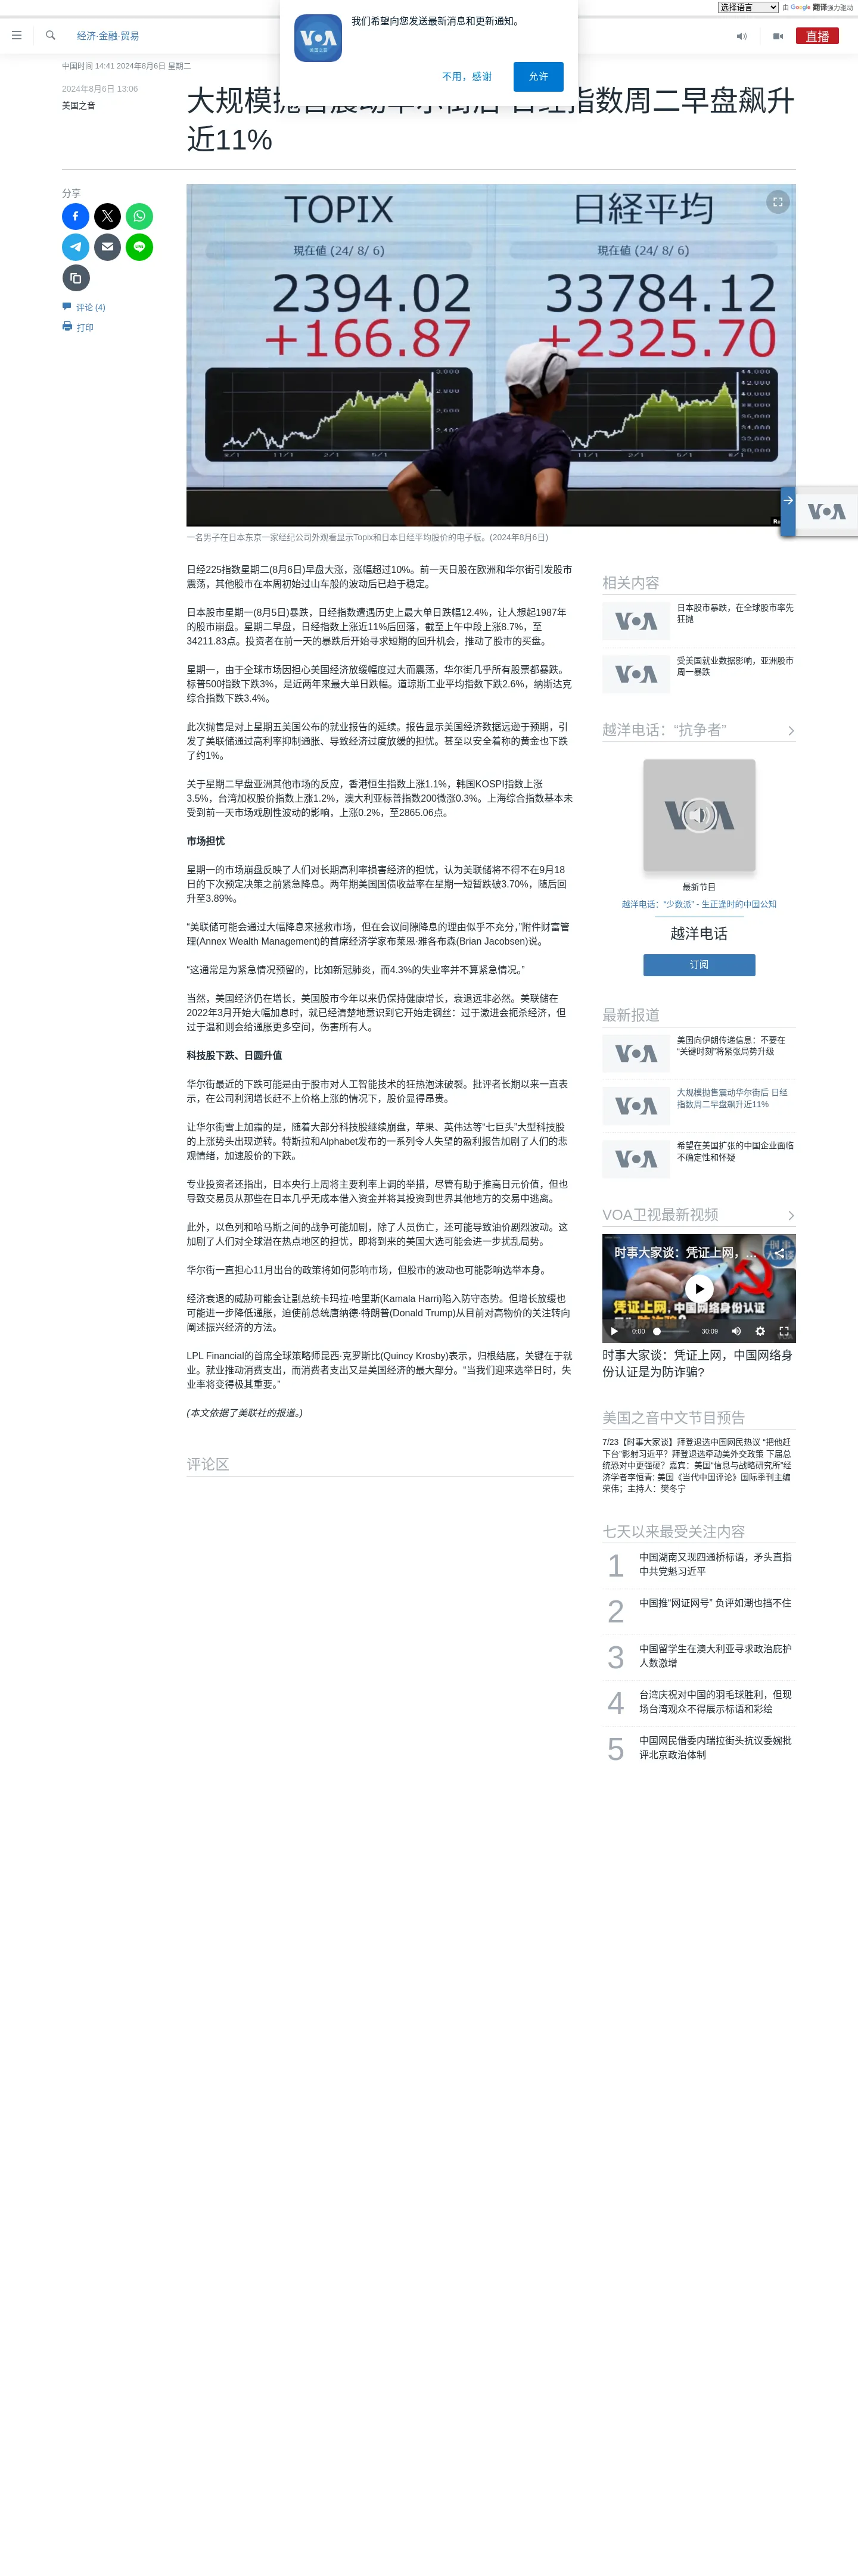 选择语言 由 Google 翻译强力驱动
我们希望向您发送最新消息和更新通知。
不用，感谢 允许
经济·金融·贸易
直播
中国时间 14:41 2024年8月6日 星期二
2024年8月6日 13:06
美国之音
近11%
分享
评论 (4)
打印
TOPIX 日経平均
現在値 (24/ 8/ 6) 現在値 (24/ 8/ 6)
2394.02 33784.12
+166.87 +2325.70
一名男子在日本东京一家经纪公司外观看显示Topix和日本日经平均股价的电子板。(2024年8月6日)
日经225指数星期二(8月6日)早盘大涨，涨幅超过10%。前一天日股在欧洲和华尔街引发股市
震荡，其他股市在本周初始过山车般的波动后已趋于稳定。
日本股市星期一(8月5日)暴跌，日经指数遭遇历史上最大单日跌幅12.4%，让人想起1987年
的股市崩盘。星期二早盘，日经指数上涨近11%后回落，截至上午中段上涨8.7%，至
34211.83点。投资者在前一天的暴跌后开始寻求短期的回升机会，推动了股市的买盘。
星期一，由于全球市场因担心美国经济放缓幅度过大而震荡，华尔街几乎所有股票都暴跌。
标普500指数下跌3%，是近两年来最大单日跌幅。道琼斯工业平均指数下跌2.6%，纳斯达克
综合指数下跌3.4%。
此次抛售是对上星期五美国公布的就业报告的延续。报告显示美国经济数据远逊于预期，引
发了美联储通过高利率抑制通胀、导致经济过度放缓的担忧。甚至以安全着称的黄金也下跌
了约1%。
关于星期二早盘亚洲其他市场的反应，香港恒生指数上涨1.1%，韩国KOSPI指数上涨
3.5%，台湾加权股价指数上涨1.2%，澳大利亚标普指数200微涨0.3%。上海综合指数基本未
受到前一天市场戏剧性波动的影响，上涨0.2%，至2865.06点。
市场担忧
星期一的市场崩盘反映了人们对长期高利率损害经济的担忧，认为美联储将不得不在9月18
日的下次预定决策之前紧急降息。两年期美国国债收益率在星期一短暂跌破3.70%，随后回
升至3.89%。
“美联储可能会通过大幅降息来拯救市场，但在会议间隙降息的理由似乎不充分，”附件财富管
理(Annex Wealth Management)的首席经济学家布莱恩·雅各布森(Brian Jacobsen)说。
“这通常是为紧急情况预留的，比如新冠肺炎，而4.3%的失业率并不算紧急情况。”
当然，美国经济仍在增长，美国股市今年以来仍保持健康增长，衰退远非必然。美联储在
2022年3月开始大幅加息时，就已经清楚地意识到它开始走钢丝：过于激进会扼杀经济，但
过于温和则会给通胀更多空间，伤害所有人。
科技股下跌、日圆升值
华尔街最近的下跌可能是由于股市对人工智能技术的狂热泡沫破裂。批评者长期以来一直表
示，在公司利润增长赶不上价格上涨的情况下，股价显得昂贵。
让华尔街雪上加霜的是，随着大部分科技股继续崩盘，苹果、英伟达等“七巨头”大型科技股
的上涨势头出现逆转。特斯拉和Alphabet发布的一系列令人失望的盈利报告加剧了人们的悲
观情绪，加速股价的下跌。
专业投资者还指出，日本央行上周将主要利率上调的举措，尽管有助于推高日元价值，但也
导致交易员从那些在日本几乎无成本借入资金并将其投资到世界其他地方的交易中逃离。
此外，以色列和哈马斯之间的战争可能加剧，除了人员伤亡，还可能导致油价剧烈波动。这
加剧了人们对全球潜在热点地区的担忧，即将到来的美国大选可能会进一步扰乱局势。
华尔街一直担心11月出台的政策将如何影响市场，但股市的波动也可能影响选举本身。
经济衰退的威胁可能会让副总统卡玛拉·哈里斯(Kamala Harri)陷入防守态势。但增长放缓也
可能进一步降低通胀，迫使前总统唐纳德·特朗普(Donald Trump)从目前对高物价的关注转向
阐述振兴经济的方法。
LPL Financial的首席全球策略师昆西·克罗斯比(Quincy Krosby)表示，归根结底，关键在于就
业。就业推动消费支出，而消费者支出又是美国经济的最大部分。“当我们迎来选举日时，失
业率将变得极其重要。”
(本文依据了美联社的报道。)
评论区
相关内容
日本股市暴跌，在全球股市率先
狂抛
受美国就业数据影响，亚洲股市
周一暴跌
越洋电话：“抗争者”
最新节目
越洋电话：“少数派” - 生正逢时的中国公知
越洋电话
订阅
最新报道
美国向伊朗传递信息：不要在
“关键时刻”将紧张局势升级
大规模抛售震动华尔街后 日经
指数周二早盘飙升近11%
希望在美国扩张的中国企业面临
不确定性和怀疑
VOA卫视最新视频
时事大家谈：凭证上网，...
凭证上网，中国网络身份认证
0:00 30:09
时事大家谈：凭证上网，中国网络身
份认证是为防诈骗?
美国之音中文节目预告
7/23【时事大家谈】拜登退选中国网民热议 “把他赶
下台”影射习近平？拜登退选牵动美外交政策 下届总
统恐对中更强硬？嘉宾：美国“信息与战略研究所”经
济学者李恒青; 美国《当代中国评论》国际季刊主编
荣伟；主持人：樊冬宁
七天以来最受关注内容
1 中国湖南又现四通桥标语，矛头直指
中共党魁习近平
2 中国推“网证网号” 负评如潮也挡不住
3 中国留学生在澳大利亚寻求政治庇护
人数激增
4 台湾庆祝对中国的羽毛球胜利，但现
场台湾观众不得展示标语和彩绘
5 中国网民借委内瑞拉街头抗议委婉批
评北京政治体制